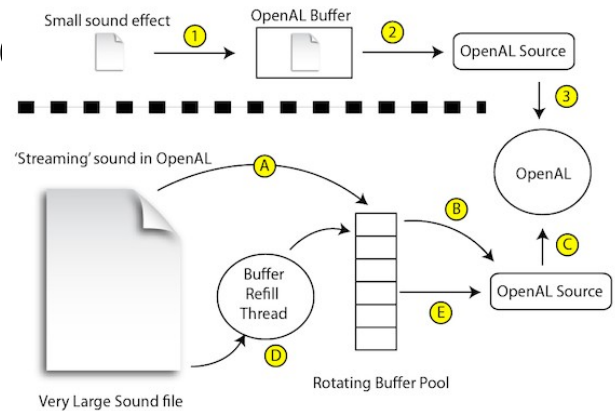 Small sound effect
1
OpenAL Buffer
2
OpenAL Source
3
OpenAL
'Streaming' sound in OpenAL
A
B
C
Buffer
Refill
Thread
D
E
OpenAL Source
Rotating Buffer Pool
Very Large Sound file